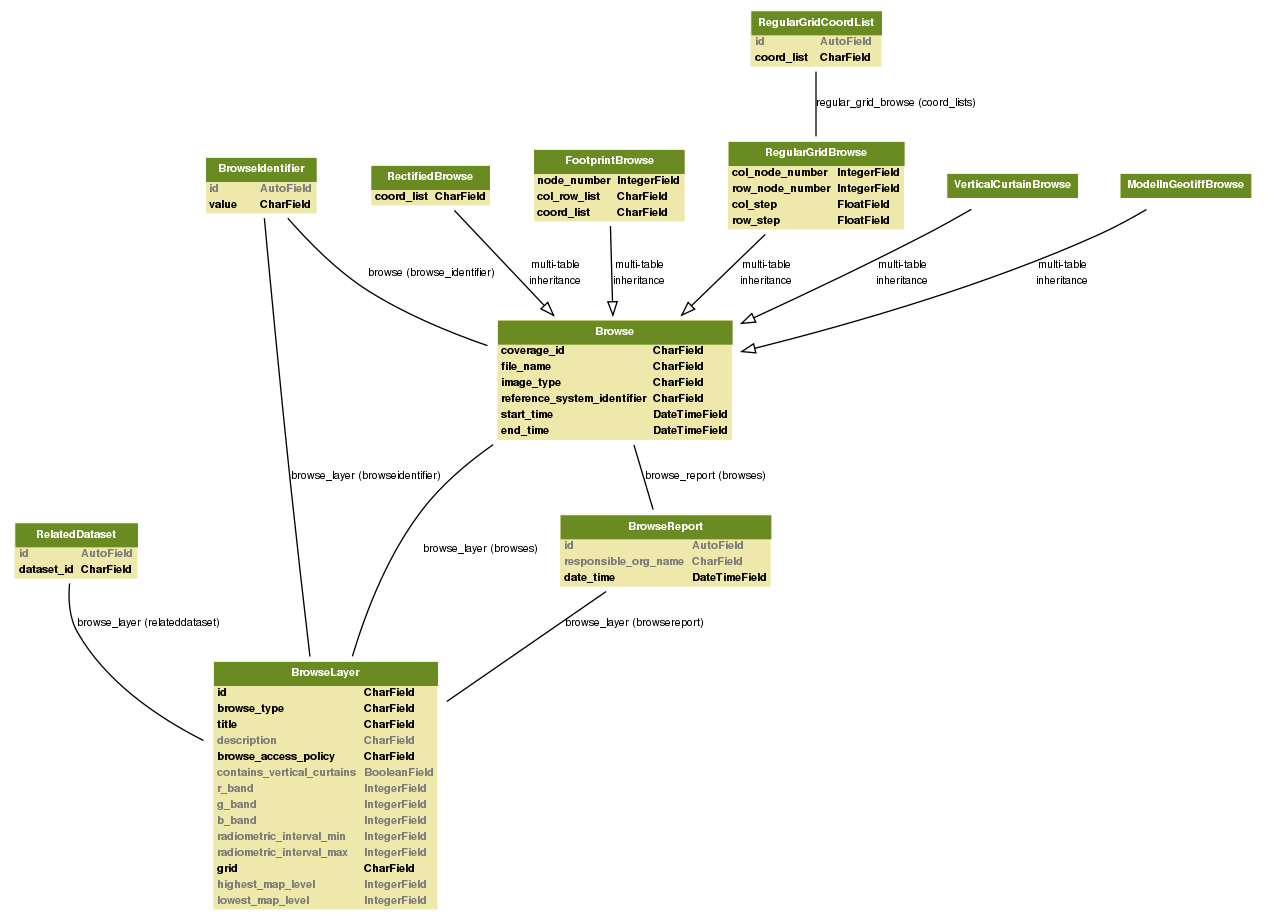 RegularGridCoordList
id AutoField
coord_list CharField
regular_grid_browse (coord_lists)
BrowseIdentifier
id AutoField
value CharField
RectifiedBrowse
coord_list CharField
FootprintBrowse
node_number IntegerField
col_row_list CharField
coord_list CharField
RegularGridBrowse
col_node_number IntegerField
row_node_number IntegerField
col_step FloatField
row_step FloatField
VerticalCurtainBrowse
ModelInGeotiffBrowse
browse (browse_identifier)
multi-table
inheritance
multi-table
inheritance
multi-table
inheritance
multi-table
inheritance
multi-table
inheritance
Browse
coverage_id CharField
file_name CharField
image_type CharField
reference_system_identifier CharField
start_time DateTimeField
end_time DateTimeField
browse_layer (browseidentifier)
browse_report (browses)
RelatedDataset
id AutoField
dataset_id CharField
browse_layer (browses)
BrowseReport
id AutoField
responsible_org_name CharField
date_time DateTimeField
browse_layer (relateddataset)
browse_layer (browsereport)
BrowseLayer
id CharField
browse_type CharField
title CharField
description CharField
browse_access_policy CharField
contains_vertical_curtains BooleanField
r_band IntegerField
g_band IntegerField
b_band IntegerField
radiometric_interval_min IntegerField
radiometric_interval_max IntegerField
grid CharField
highest_map_level IntegerField
lowest_map_level IntegerField